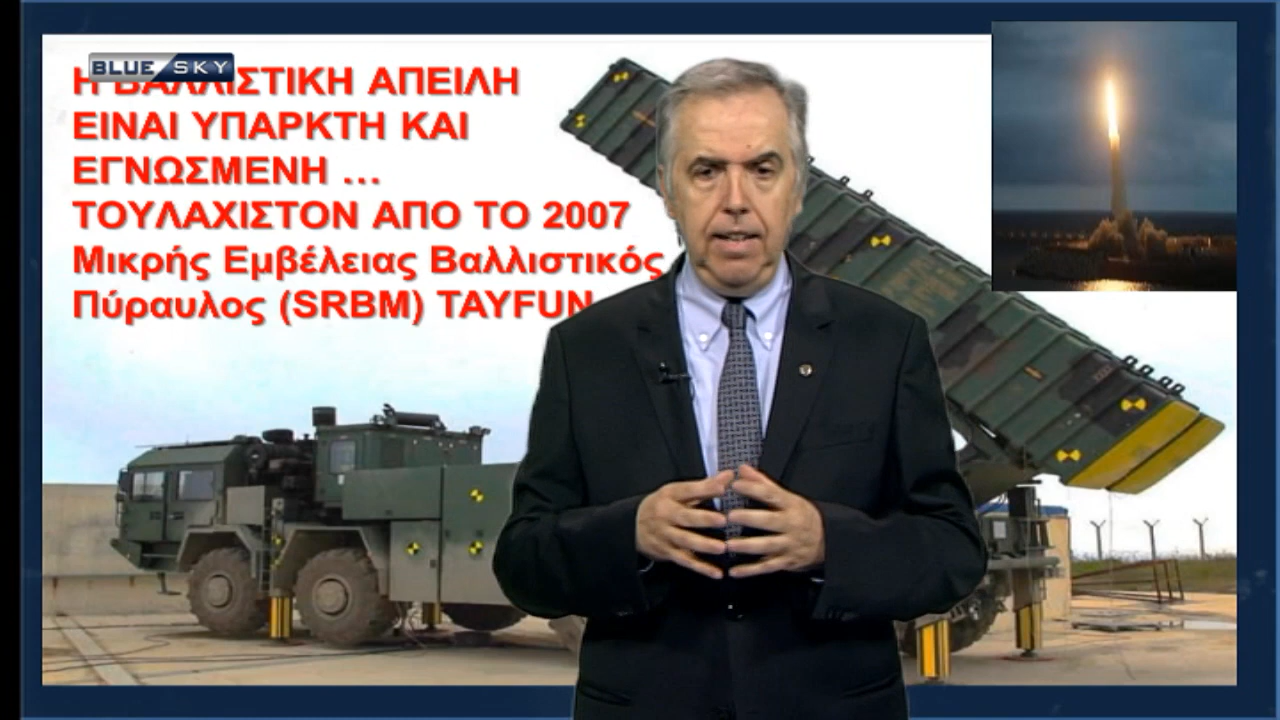 BLUE SKY
Η ΒΑΛΛΙΣΤΙΚΗ ΑΠΕΙΛΗ
ΕΙΝΑΙ ΥΠΑΡΚΤΗ ΚΑΙ
ΕΓΝΩΣΜΕΝΗ ...
ΤΟΥΛΑΧΙΣΤΟΝ ΑΠΟ ΤΟ 2007
Μικρής Εμβέλειας Βαλλιστικός
Πύραυλος (SRBM) TAYFUN